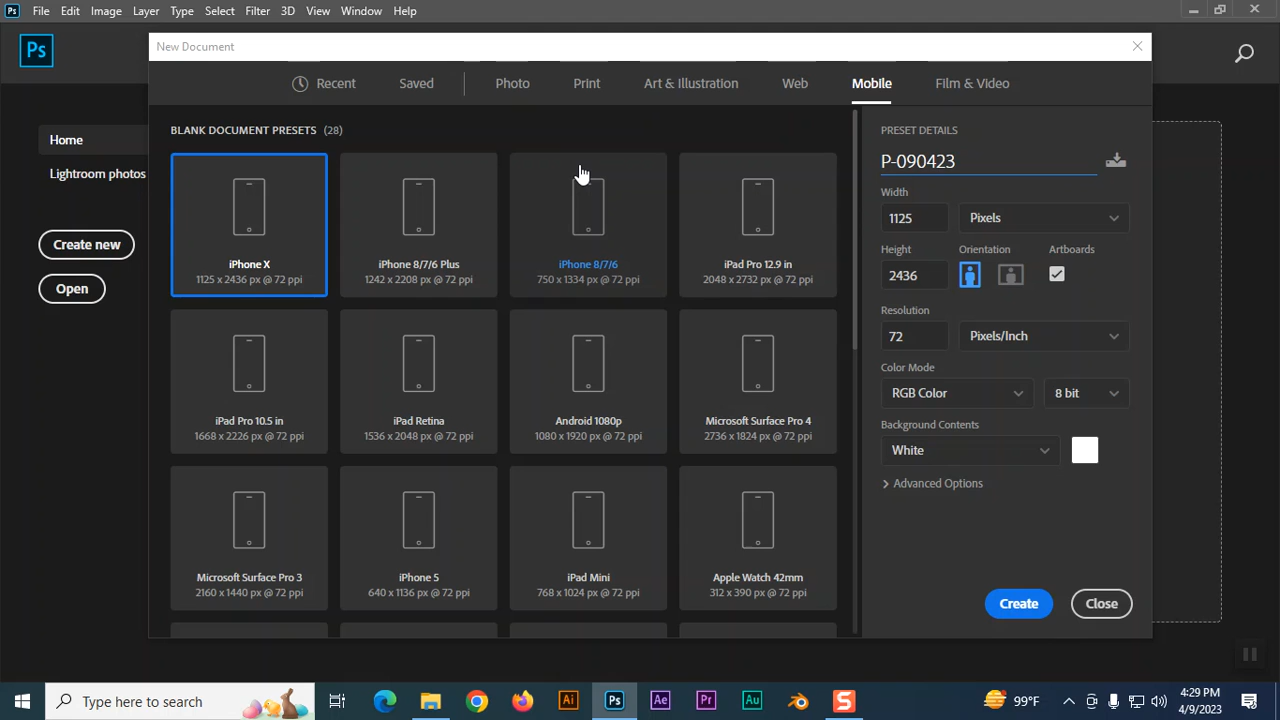 Ps File Edit Image Layer Type Select Filter 3D View Window Help
Ps
New Document
Recent Saved Photo Print Art & Illustration Web Mobile Film & Video
Home
Lightroom photos
Create new
Open
BLANK DOCUMENT PRESETS (28)
iPhone X
1125 x 2436 px @ 72 ppi
iPhone 8/7/6 Plus
1242 x 2208 px @ 72 ppi
iPhone 8/7/6
750 x 1334 px @ 72 ppi
iPad Pro 12.9 in
2048 x 2732 px @ 72 ppi
iPad Pro 10.5 in
1668 x 2226 px @ 72 ppi
iPad Retina
1536 x 2048 px @ 72 ppi
Android 1080p
1080 x 1920 px @ 72 ppi
Microsoft Surface Pro 4
2736 x 1824 px @ 72 ppi
Microsoft Surface Pro 3
2160 x 1440 px @ 72 ppi
iPhone 5
640 x 1136 px @ 72 ppi
iPad Mini
768 x 1024 px @ 72 ppi
Apple Watch 42mm
312 x 390 px @ 72 ppi
PRESET DETAILS
P-090423
Width
1125 Pixels
Height Orientation Artboards
2436
Resolution
72 Pixels/Inch
Color Mode
RGB Color 8 bit
Background Contents
White
Advanced Options
Create Close
Type here to search
Ai Ps Ae Pr Au S
99°F
4:29 PM
4/9/2023